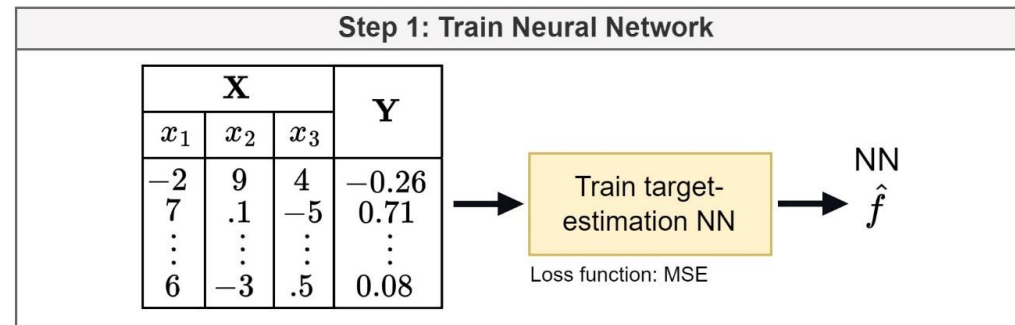 Step 1: Train Neural Network
X Y
x₁ x₂ x₃
−2 9 4 −0.26
7 .1 −5 0.71
⋮ ⋮ ⋮ ⋮
6 −3 .5 0.08
Train target-
estimation NN
Loss function: MSE
NN
f̂